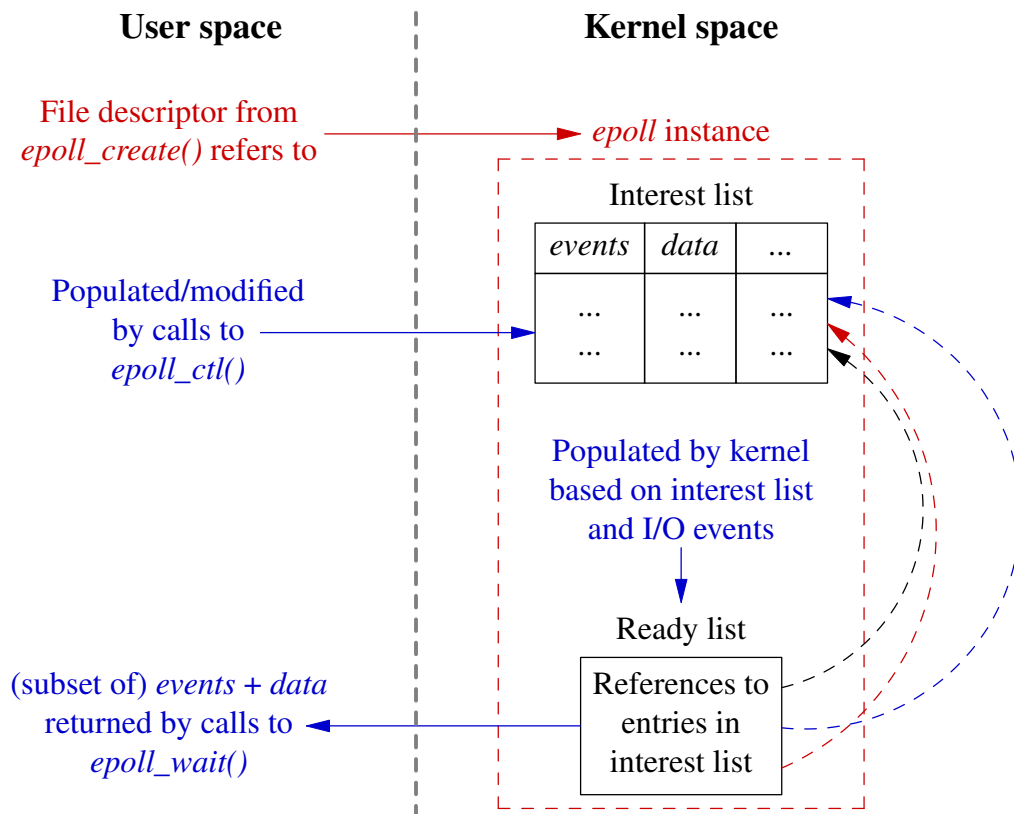 User space
Kernel space
File descriptor from
epoll_create() refers to
epoll instance
Interest list
events data ...
... ... ...
... ... ...
Populated/modified
by calls to
epoll_ctl()
Populated by kernel
based on interest list
and I/O events
Ready list
References to
entries in
interest list
(subset of) events + data
returned by calls to
epoll_wait()